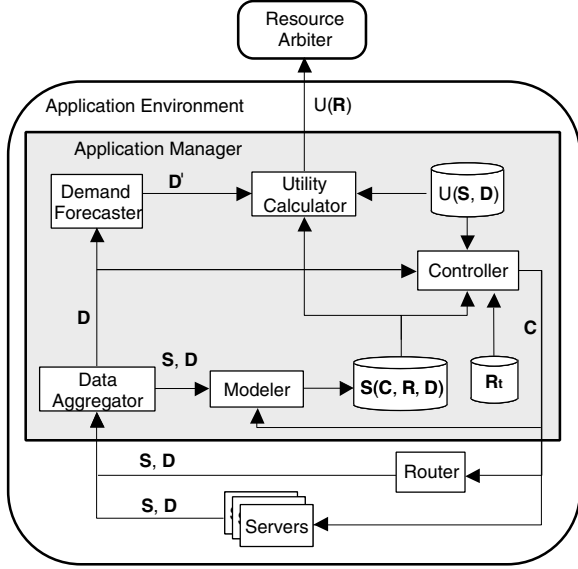 Resource
Arbiter
Application Environment
U(R)
Application Manager
Demand
Forecaster
D'
Utility
Calculator
U(S, D)
Controller
D
C
S, D
Data
Aggregator
Modeler
S(C, R, D)
Rt
S, D
Router
S, D
Servers